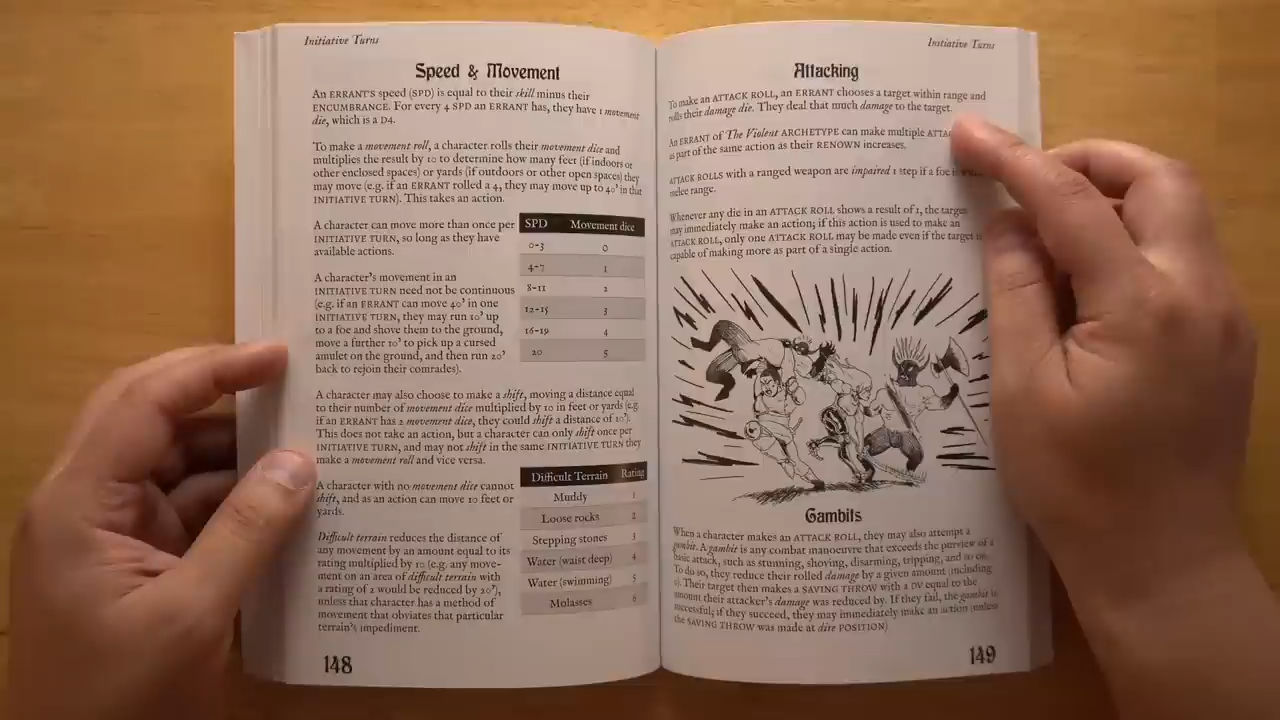 Initiative Turns
Speed & Movement
An ERRANT'S speed (SPD) is equal to their skill minus their
ENCUMBRANCE. For every 4 SPD an ERRANT has, they have 1 movement
die, which is a D4.
To make a movement roll, a character rolls their movement dice and
multiplies the result by 10 to determine how many feet (if indoors or
other enclosed spaces) or yards (if outdoors or other open spaces) they
may move (e.g. if an ERRANT rolled a 4, they may move up to 40' in that
INITIATIVE TURN). This takes an action.
A character can move more than once per
INITIATIVE TURN, so long as they have
available actions.
A character's movement in an
INITIATIVE TURN need not be continuous
(e.g. if an ERRANT can move 40' in one
INITIATIVE TURN, they may run 10' up
to a foe and shove them to the ground,
move a further 10' to pick up a cursed
amulet on the ground, and then run 20'
back to rejoin their comrades).
SPD Movement dice
0-3 0
4-7 1
8-11 2
12-15 3
16-19 4
20 5
A character may also choose to make a shift, moving a distance equal
to their number of movement dice multiplied by 10 in feet or yards (e.g.
if an ERRANT has 2 movement dice, they could shift a distance of 10').
This does not take an action, but a character can only shift once per
INITIATIVE TURN, and may not shift in the same INITIATIVE TURN they
make a movement roll and vice versa.
A character with no movement dice cannot
shift, and as an action can move 10 feet or
yards.
Difficult terrain reduces the distance of
any movement by an amount equal to its
rating multiplied by 10 (e.g. any move-
ment on an area of difficult terrain with
a rating of 2 would be reduced by 20'),
unless that character has a method of
movement that obviates that particular
terrain's impediment.
Difficult Terrain Rating
Muddy 1
Loose rocks 2
Stepping stones 3
Water (waist deep) 4
Water (swimming) 5
Molasses 6
148
Initiative Turns
Attacking
To make an ATTACK ROLL, an ERRANT chooses a target within range and
rolls their damage die. They deal that much damage to the target.
An ERRANT of The Violent ARCHETYPE can make multiple
as part of the same action as their RENOWN increases.
ATTACK ROLLS with a ranged weapon are impaired 1 step if a foe is
melee range.
Whenever any die in an ATTACK ROLL shows a result of 1, the target
may immediately make an action; if this action is used to make an
ATTACK ROLL, only one ATTACK ROLL may be made even if the target is
capable of making more as part of a single action.
Gambits
When a character makes an ATTACK ROLL, they may also attempt a
gambit. A gambit is any combat manoeuvre that exceeds the purview of a
basic attack, such as stunning, shoving, disarming, tripping, and so on.
To do so, they reduce their rolled damage by a given amount (including
0). Their target then makes a SAVING THROW with a DV equal to the
amount their attacker's damage was reduced by. If they fail, the gambit is
successful; if they succeed, they may immediately make an action (unless
the SAVING THROW was made at dire POSITION)
149